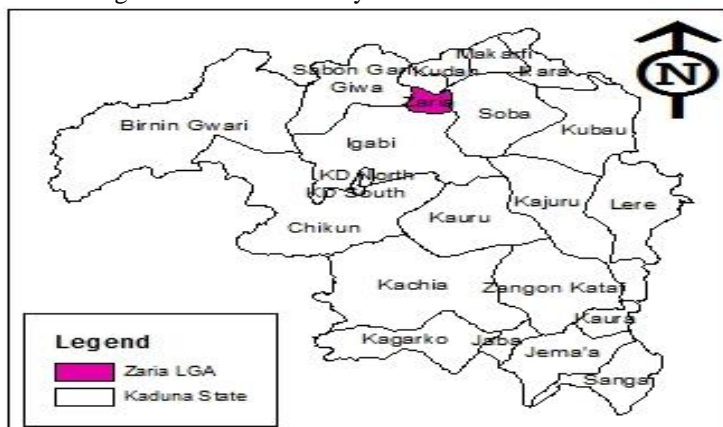 Makarfi
Sabon Gari
Kudan
Ikara
Giwa
Zaria
Soba
Birnin Gwari
Kubau
Igabi
KD North
KD South
Kajuru
Lere
Kauru
Chikun
Kachia
Zangon Kataf
Kaura
Legend
Zaria LGA
Kaduna State
Kagarko
Jaba
Jema'a
Sanga
N